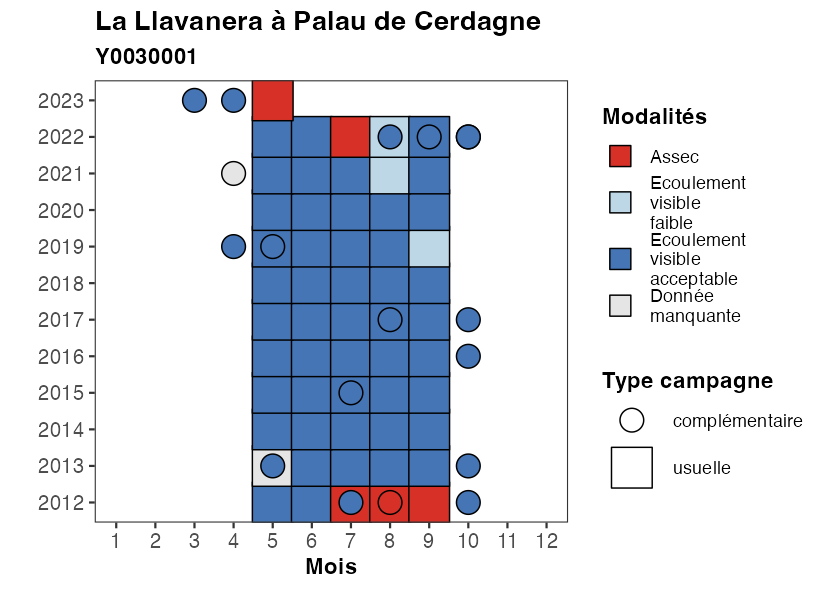 La Llavanera à Palau de Cerdagne
Y0030001
2023
2022
2021
2020
2019
2018
2017
2016
2015
2014
2013
2012
1 2 3 4 5 6 7 8 9 10 11 12
Mois
Modalités
Assec
Ecoulement
visible
faible
Ecoulement
visible
acceptable
Donnée
manquante
Type campagne
complémentaire
usuelle